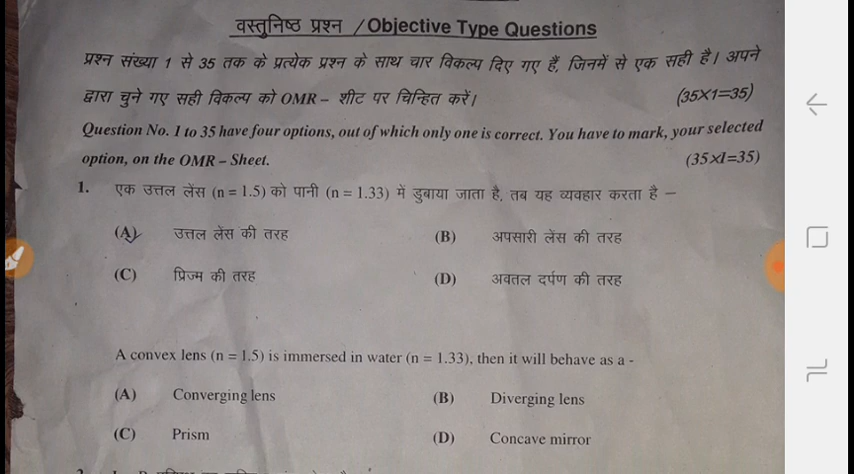 वस्तुनिष्ठ प्रश्न / Objective Type Questions
प्रश्न संख्या 1 से 35 तक के प्रत्येक प्रश्न के साथ चार विकल्प दिए गए हैं, जिनमें से एक सही है। अपने
द्वारा चुने गए सही विकल्प को OMR – शीट पर चिन्हित करें। (35X1=35)
Question No. 1 to 35 have four options, out of which only one is correct. You have to mark, your selected
option, on the OMR – Sheet. (35x1=35)
1. एक उत्तल लेंस (n = 1.5) को पानी (n = 1.33) में डुबाया जाता है, तब यह व्यवहार करता है –
(A) उत्तल लेंस की तरह (B) अपसारी लेंस की तरह
(C) प्रिज्म की तरह (D) अवतल दर्पण की तरह
A convex lens (n = 1.5) is immersed in water (n = 1.33), then it will behave as a -
(A) Converging lens (B) Diverging lens
(C) Prism (D) Concave mirror